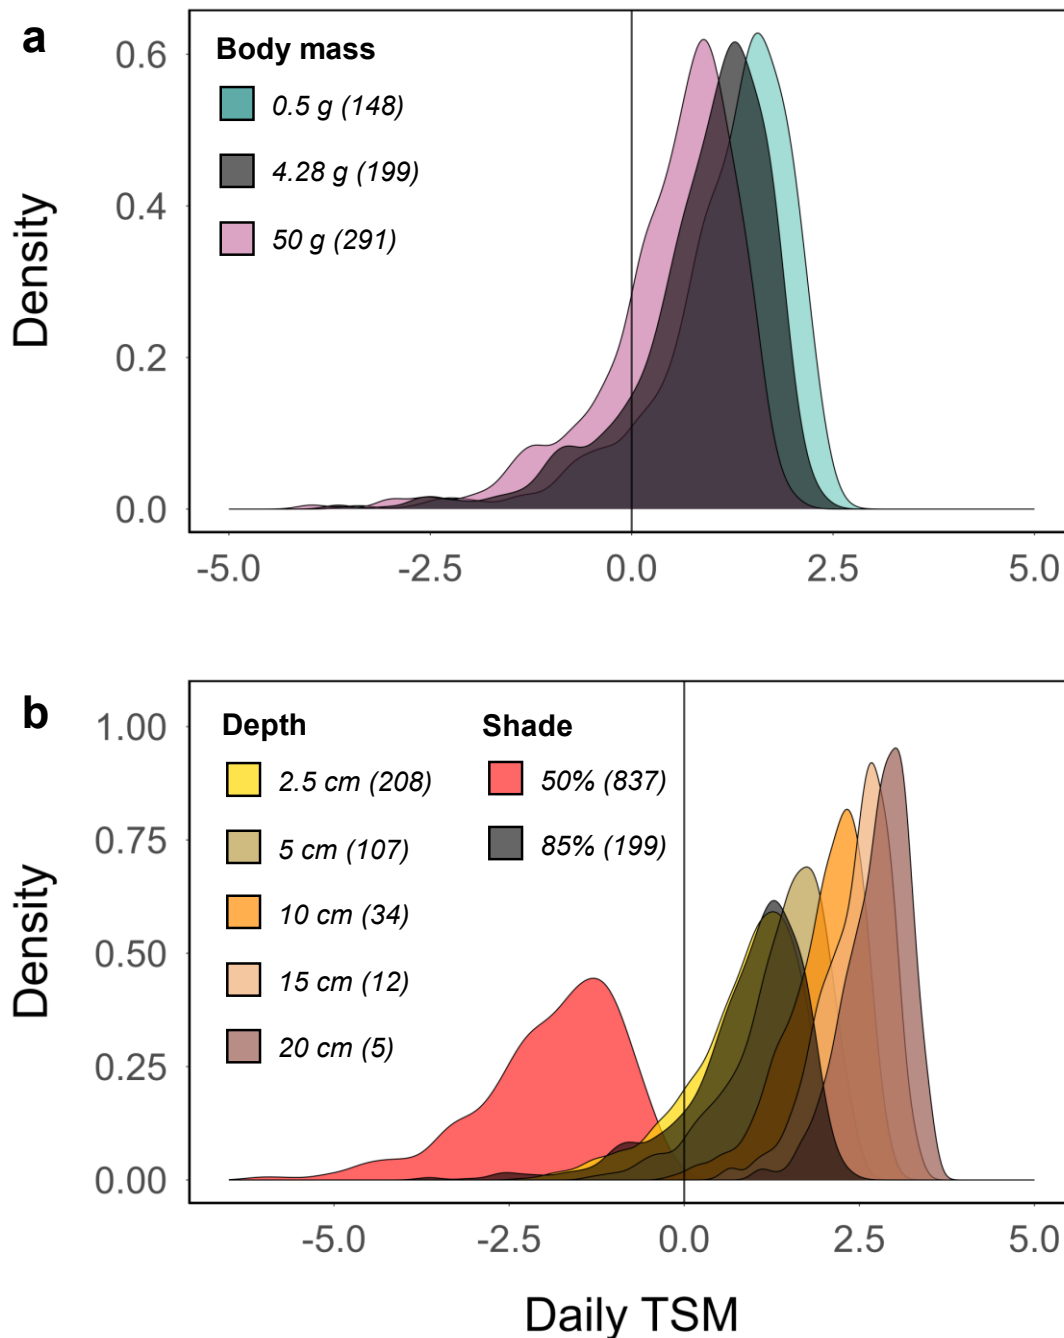 a
Body mass
0.5 g (148)
4.28 g (199)
50 g (291)
Density
0.6
0.4
0.2
0.0
-5.0 -2.5 0.0 2.5 5.0
b
Depth Shade
2.5 cm (208) 50% (837)
5 cm (107) 85% (199)
10 cm (34)
15 cm (12)
20 cm (5)
Density
1.00
0.75
0.50
0.25
0.00
-5.0 -2.5 0.0 2.5 5.0
Daily TSM